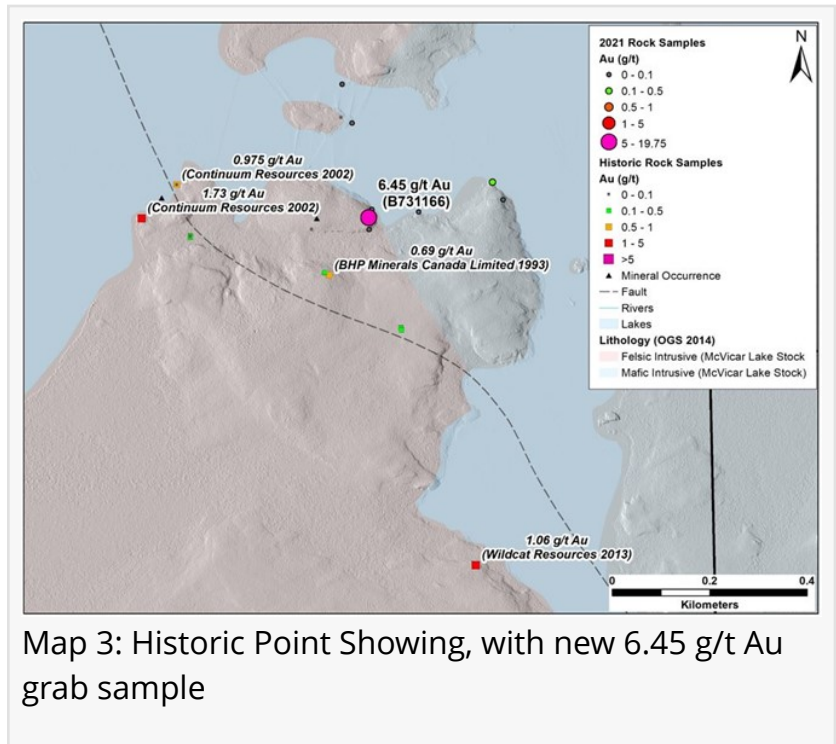 N
2021 Rock Samples
Au (g/t)
0 - 0.1
0.1 - 0.5
0.5 - 1
1 - 5
5 - 19.75
Historic Rock Samples
Au (g/t)
0 - 0.1
0.1 - 0.5
0.5 - 1
1 - 5
>5
Mineral Occurrence
Fault
Rivers
Lakes
Lithology (OGS 2014)
Felsic Intrusive (McVicar Lake Stock
Mafic Intrusive (McVicar Lake Stock)
0.975 g/t Au
(Continuum Resources 2002)
1.73 g/t Au
(Continuum Resources 2002)
6.45 g/t Au
(B731166)
0.69 g/t Au
(BHP Minerals Canada Limited 1993)
1.06 g/t Au
(Wildcat Resources 2013)
0 0.2 0.4
Kilometers
Map 3: Historic Point Showing, with new 6.45 g/t Au
grab sample